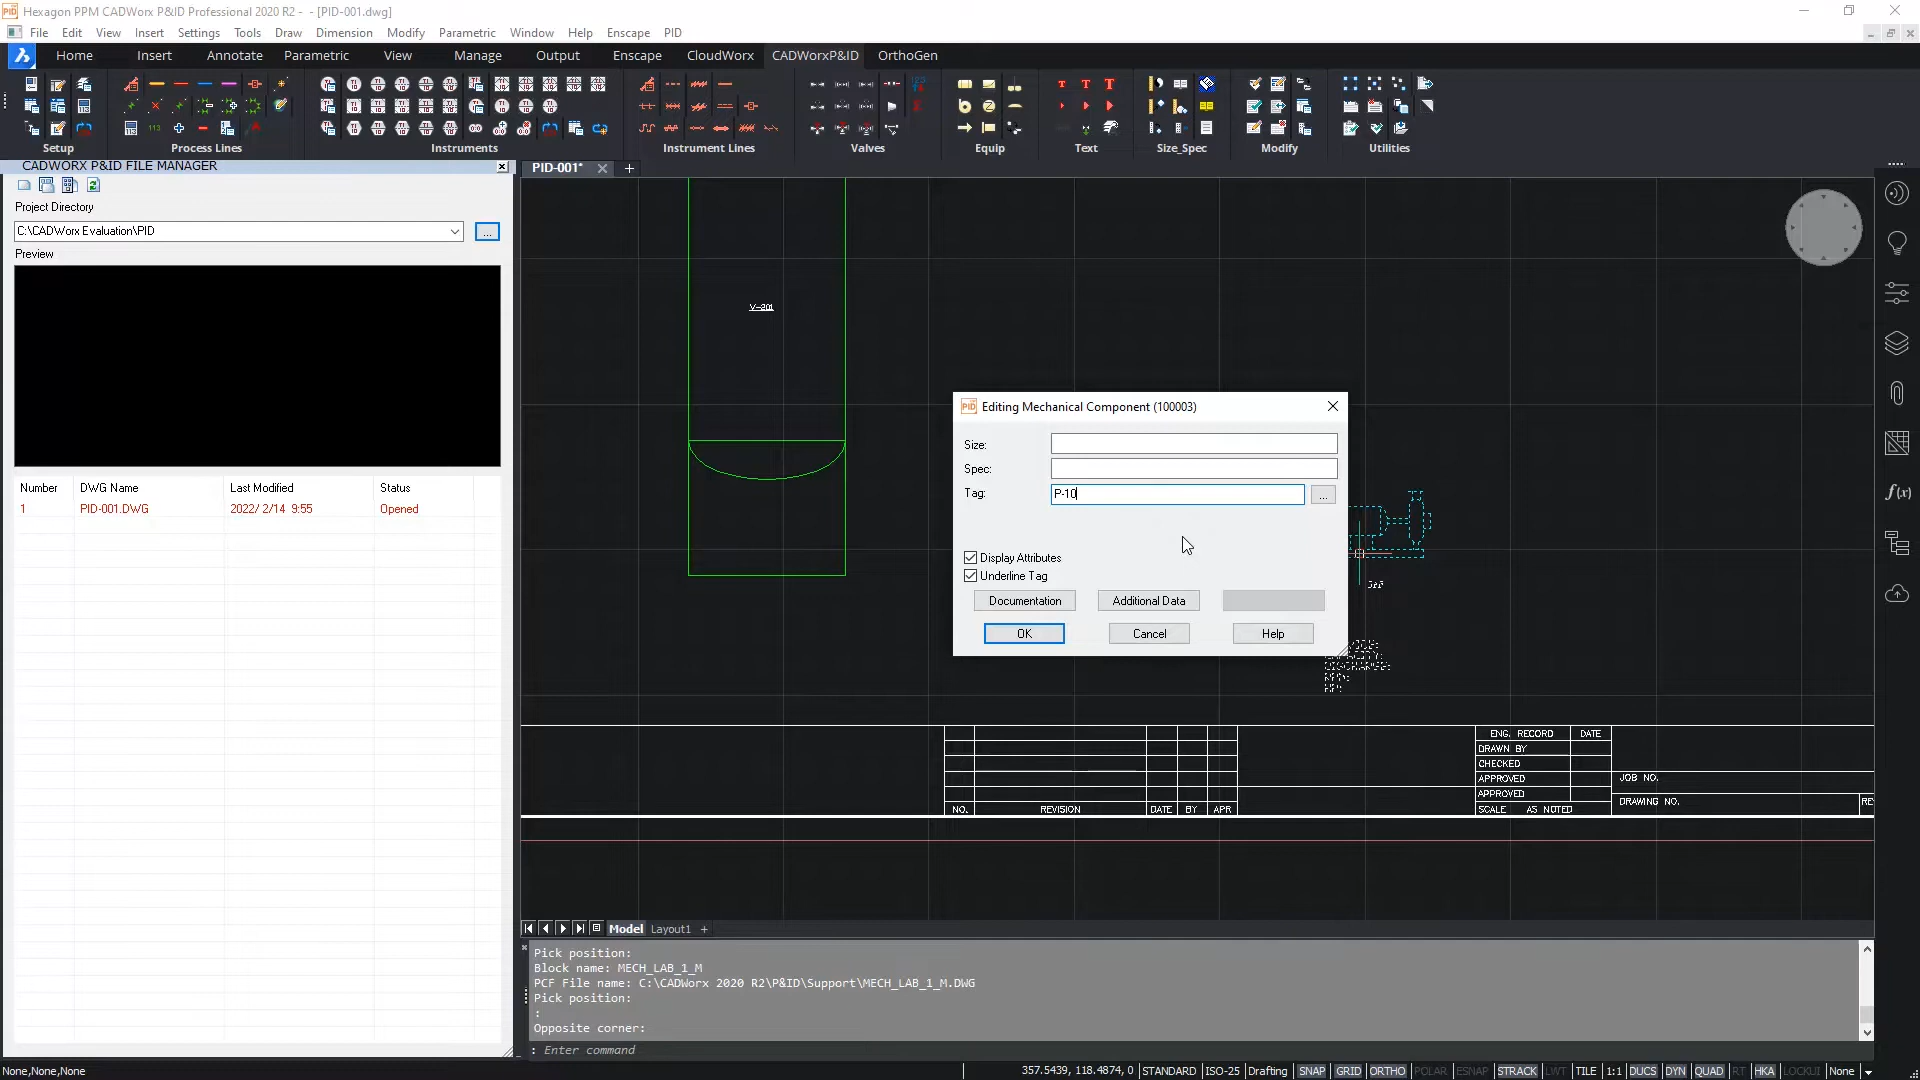 Hexagon PPM CADWorx P&ID Professional 2020 R2 - - [PID-001.dwg]
File Edit View Insert Settings Tools Draw Dimension Modify Parametric Window Help Enscape PID
Home Insert Annotate Parametric View Manage Output Enscape CloudWorx CADWorxP&ID OrthoGen
Setup Process Lines Instruments Instrument Lines Valves Equip Text Size_Spec Modify Utilities
CADWORX P&ID FILE MANAGER
PID-001*
Project Directory
C:\CADWorx Evaluation\PID
...
Preview
Number DWG Name Last Modified Status
1 PID-001.DWG 2022/ 2/14 9:55 Opened
V-201
Editing Mechanical Component (100003)
Size:
Spec:
Tag: P-10
...
Display Attributes
Underline Tag
Documentation Additional Data
OK Cancel Help
CAPACITY:
DISCHARGE:
NO. REVISION DATE BY APR
ENG. RECORD DATE
DRAWN BY
CHECKED
APPROVED
APPROVED
SCALE AS NOTED
JOB NO.
DRAWING NO.
RE
Model Layout1 +
Pick position:
Block name: MECH_LAB_1_M
PCF File name: C:\CADWorx 2020 R2\P&ID\Support\MECH_LAB_1_M.DWG
Pick position:
:
Opposite corner:
: Enter command
None,None,None
357.5439, 118.4874, 0 STANDARD ISO-25 Drafting SNAP GRID ORTHO POLAR ESNAP STRACK LWT TILE 1:1 DUCS DYN QUAD RT HKA LOCKUI None